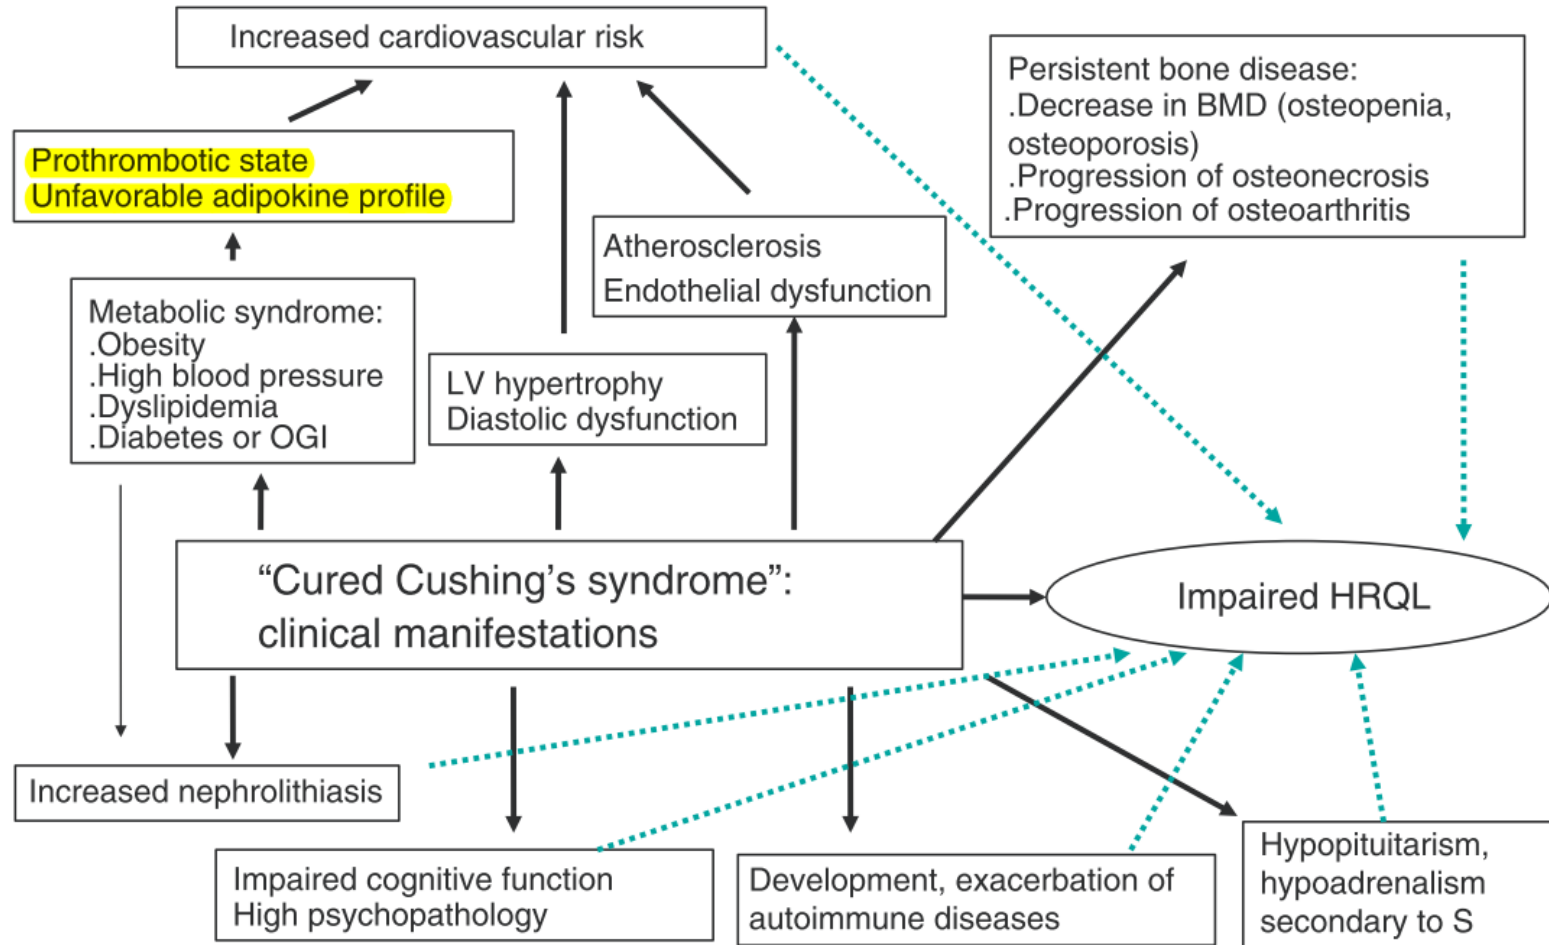 Increased cardiovascular risk
Persistent bone disease:
.Decrease in BMD (osteopenia,
osteoporosis)
.Progression of osteonecrosis
.Progression of osteoarthritis
Prothrombotic state
Unfavorable adipokine profile
Atherosclerosis
Endothelial dysfunction
Metabolic syndrome:
.Obesity
.High blood pressure
.Dyslipidemia
.Diabetes or OGI
LV hypertrophy
Diastolic dysfunction
“Cured Cushing’s syndrome”:
clinical manifestations
Impaired HRQL
Increased nephrolithiasis
Impaired cognitive function
High psychopathology
Development, exacerbation of
autoimmune diseases
Hypopituitarism,
hypoadrenalism
secondary to S